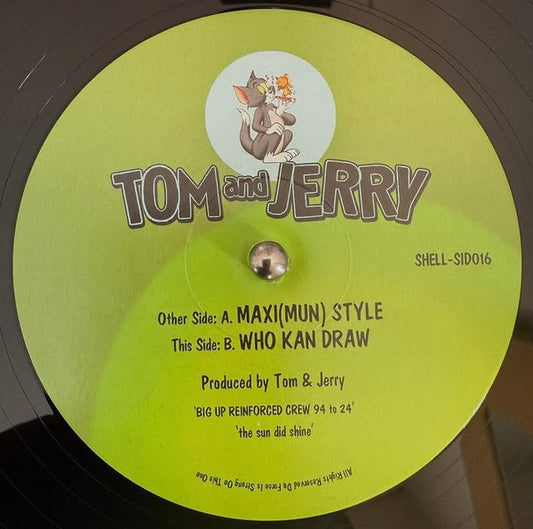 TOM and JERRY
SHELL-SID016
Other Side: A. MAXI(MUN) STYLE
This Side: B. WHO KAN DRAW
Produced by Tom & Jerry
'BIG UP REINFORCED CREW 94 to 24'
'the sun did shine'
All Rights Reserved Da Force Is Strong On This One